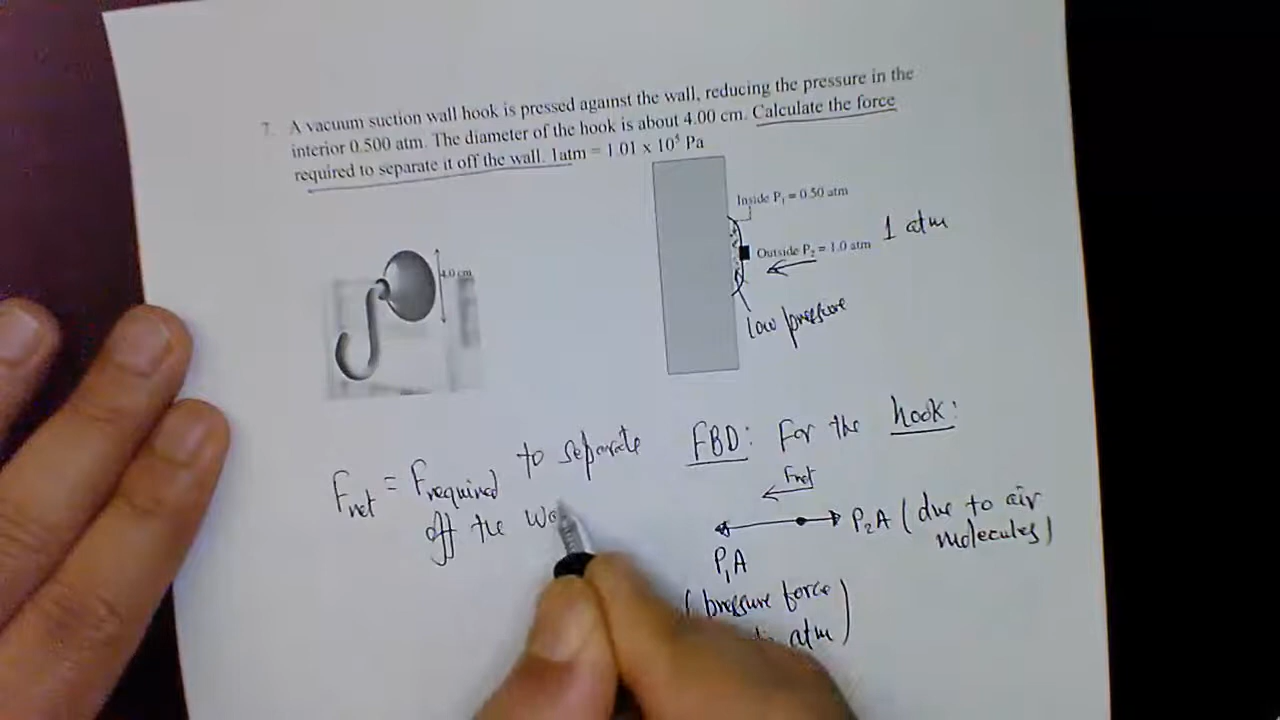 7. A vacuum suction wall hook is pressed against the wall, reducing the pressure in the
interior 0.500 atm. The diameter of the hook is about 4.00 cm. Calculate the force
required to separate it off the wall. 1atm = 1.01 x 10⁵ Pa
Inside P₁ = 0.50 atm
Outside P₂ = 1.0 atm
1 atm
4.0 cm
low pressure
FBD: For the hook:
Fnet
P₂A (due to air
molecules)
P₁A
(pressure force
atm)
Fnet = Frequired to separate
off the wa